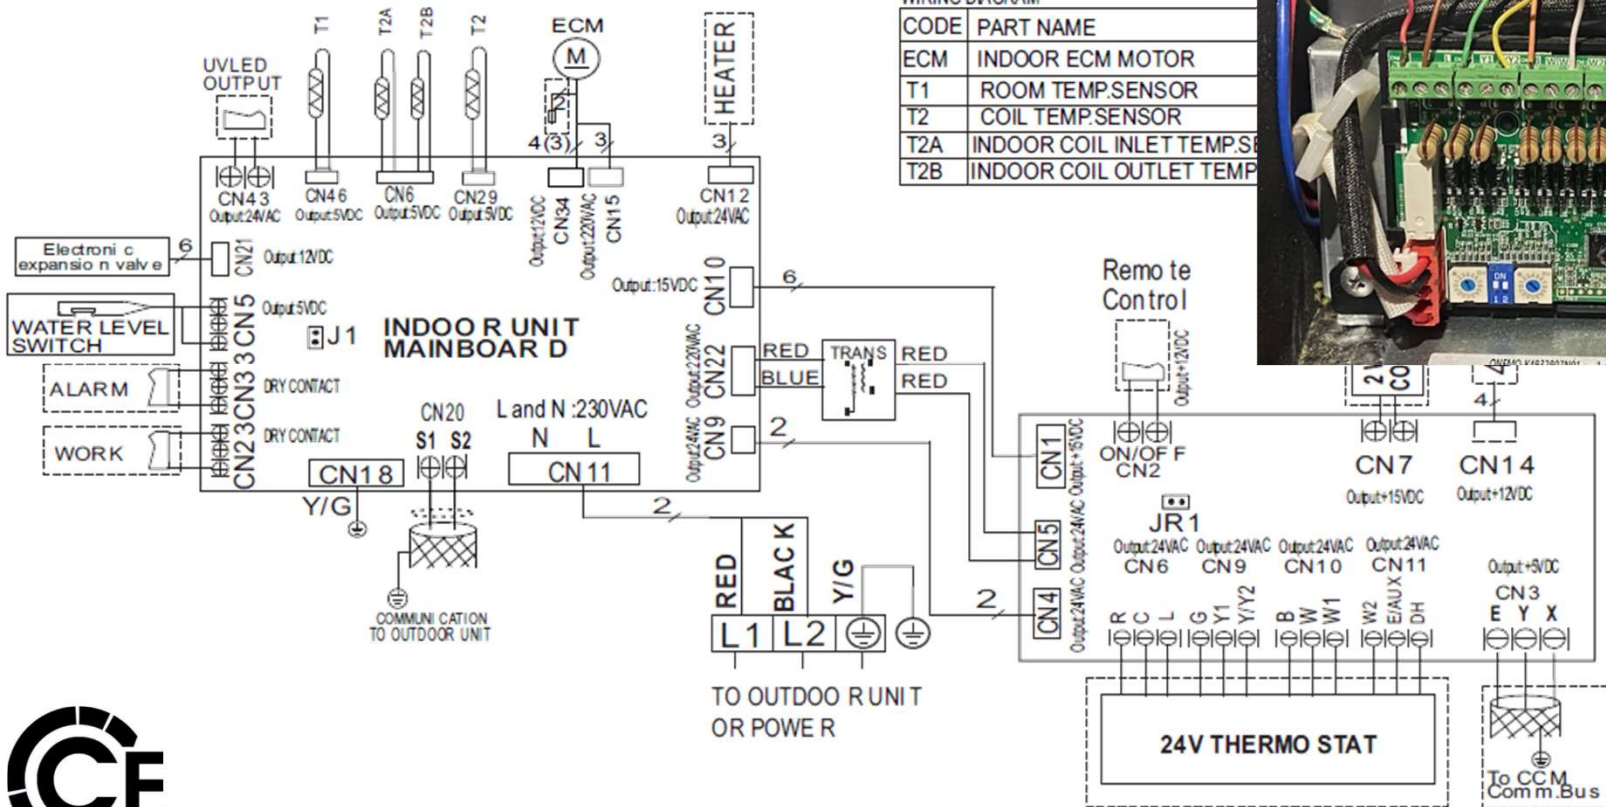 WIRING DIAGRAM
CODE PART NAME
ECM INDOOR ECM MOTOR
T1 ROOM TEMP.SENSOR
T2 COIL TEMP.SENSOR
T2A INDOOR COIL INLET TEMP.SE
T2B INDOOR COIL OUTLET TEMP
T1
T2A
T2B
T2
ECM
M
UVLED
OUTPUT
HEATER
4(3)
3
3
CN43
Output:24VAC
CN46
Output:5VDC
CN6
Output:5VDC
CN29
Output:5VDC
Output:12VDC
CN34
Output:220VAC
CN15
CN12
Output:24VAC
Electronic
expansion valve
6
CN21
Output:12VDC
WATER LEVEL
SWITCH
CN5
Output:5VDC
J1
INDOOR UNIT
MAINBOARD
Output:15VDC
CN10
6
ALARM
CN33
DRY CONTACT
WORK
CN23
DRY CONTACT
CN20
S1 S2
L and N :230VAC
N L
CN11
CN18
Y/G
Output:220VAC
CN22
RED
BLUE
TRANS
RED
RED
Output:24VAC
CN9
2
2
COMMUNICATION
TO OUTDOOR UNIT
RED
BLACK
Y/G
L1 L2
TO OUTDOOR UNIT
OR POWER
2
Remote
Control
Output:+12VDC
ON/OFF
CN2
CN1
Output:+15VDC
CN5
Output:24VAC
CN4
Output:24VAC
JR1
2
CO
CN7
Output:+15VDC
4
CN14
Output:+12VDC
Output:24VAC
CN6
Output:24VAC
CN9
Output:24VAC
CN10
Output:24VAC
CN11
R C L G Y1 Y/Y2 B W W1 W2 E/AUX DH
Output:+5VDC
CN3
E Y X
24V THERMOSTAT
To CCM
Comm.Bus
ON
1 2